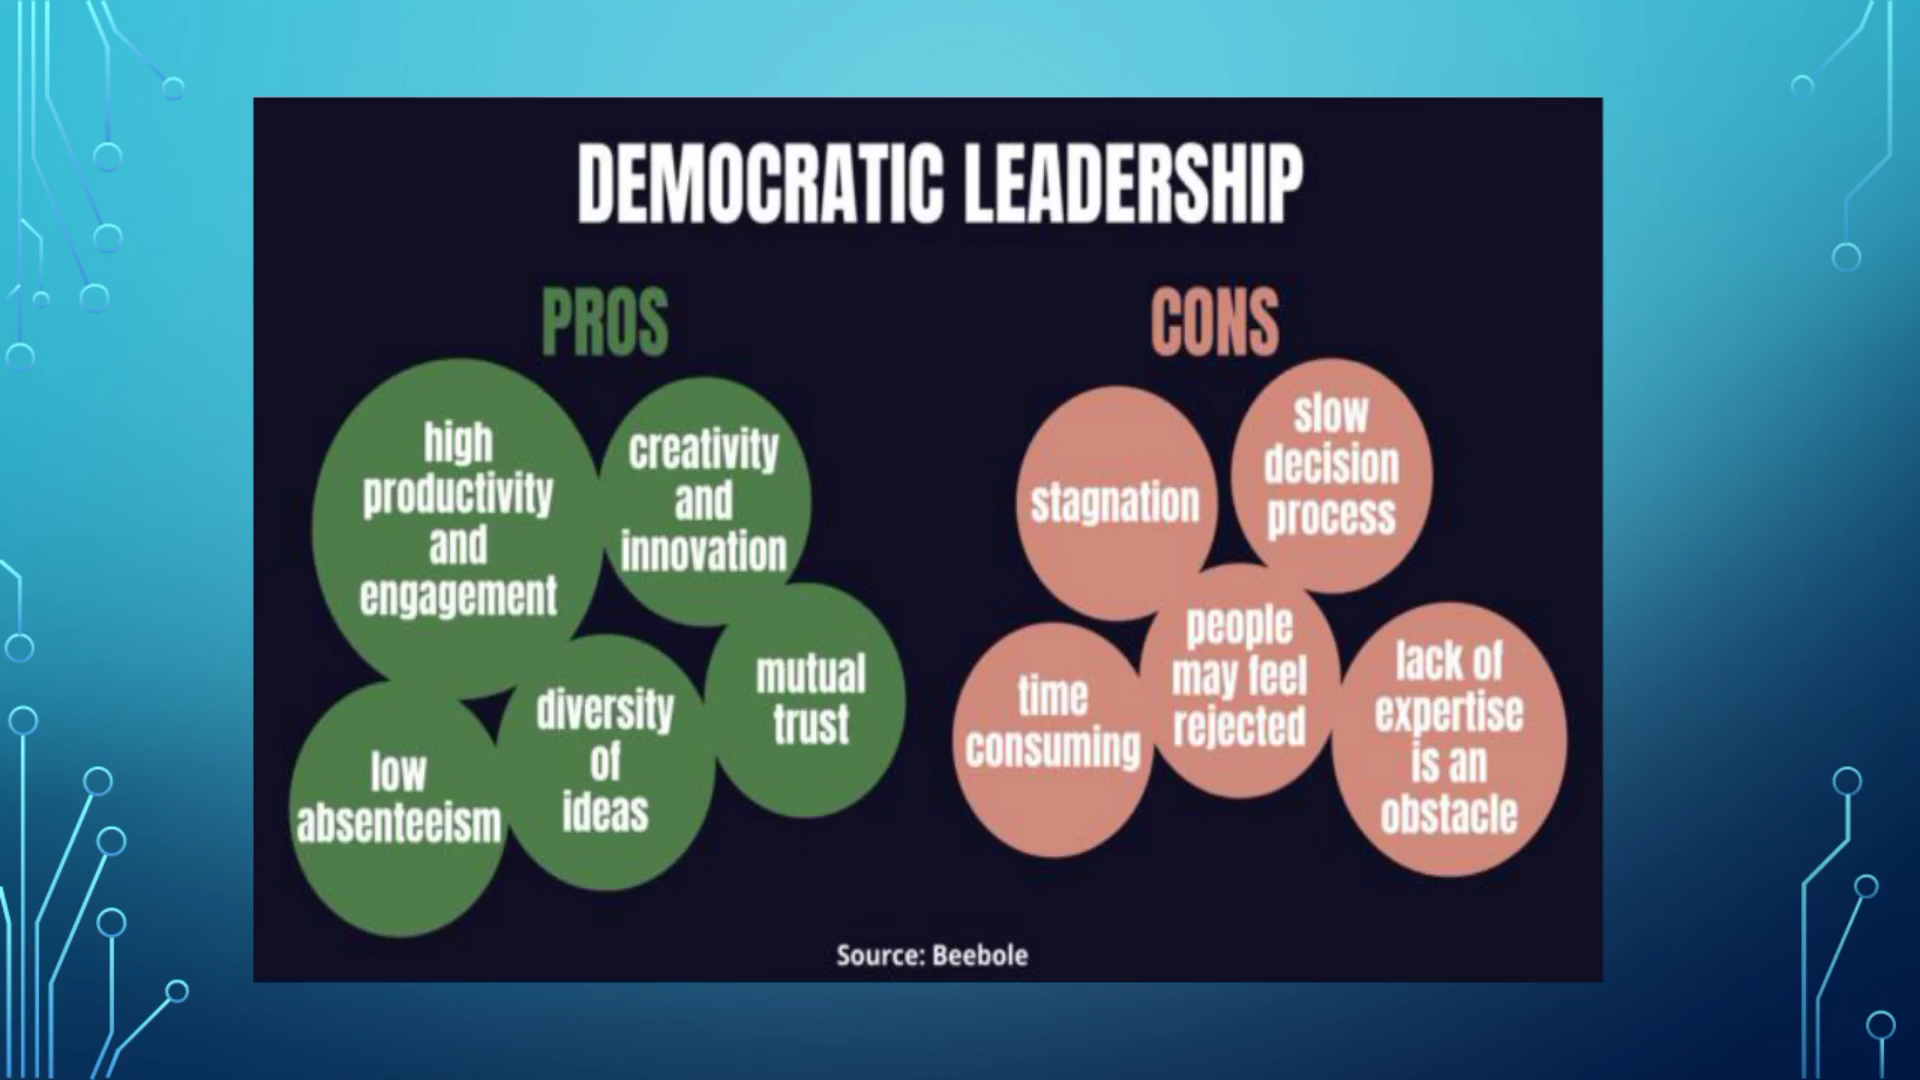 DEMOCRATIC LEADERSHIP
PROS
high
productivity
and
engagement
creativity
and
innovation
mutual
trust
diversity
of
ideas
low
absenteeism
CONS
stagnation
slow
decision
process
time
consuming
people
may feel
rejected
lack of
expertise
is an
obstacle
Source: Beebole